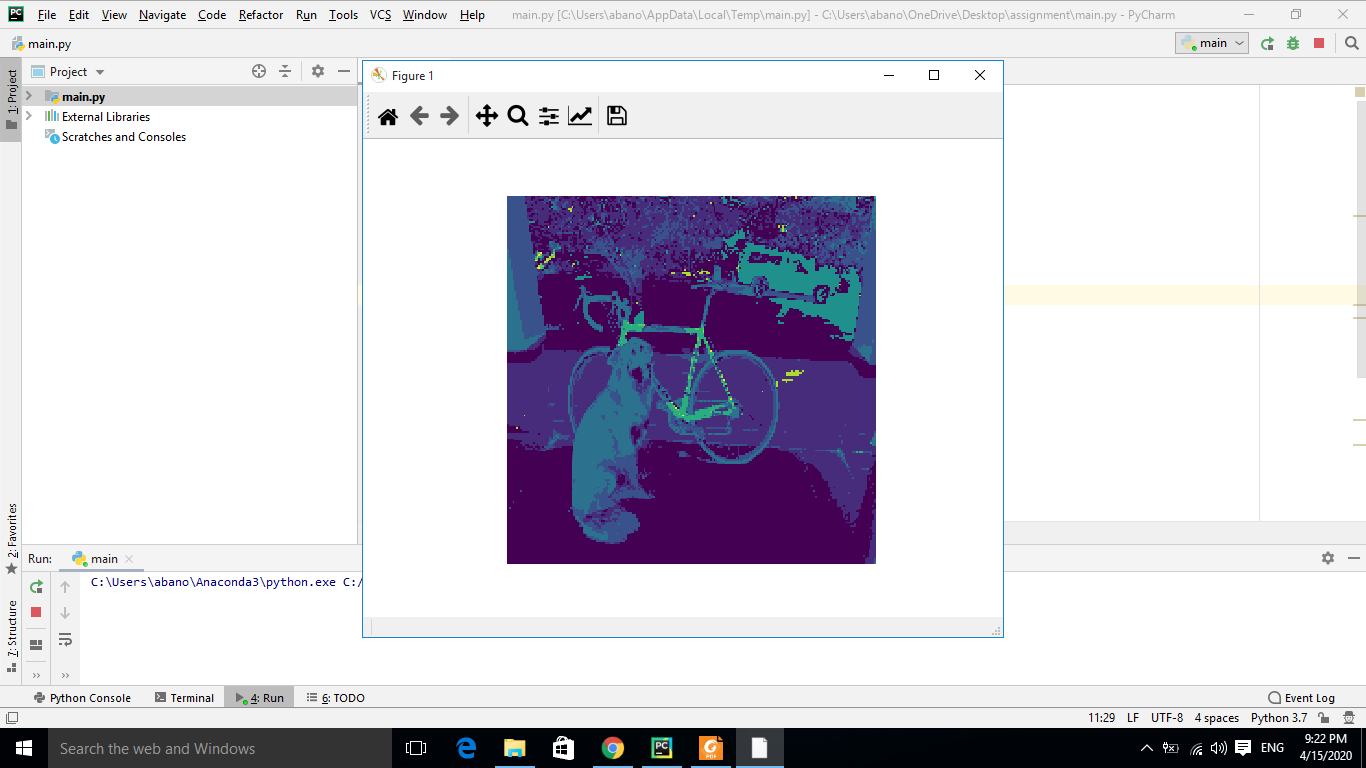 File Edit View Navigate Code Refactor Run Tools VCS Window Help main.py [C:\Users\abano\AppData\Local\Temp\main.py] - C:\Users\abano\OneDrive\Desktop\assignment\main.py - PyCharm
main.py main
1: Project
Project
main.py
External Libraries
Scratches and Consoles
Figure 1
2: Favorites
7: Structure
Run: main
C:\Users\abano\Anaconda3\python.exe C:/
Python Console Terminal 4: Run 6: TODO Event Log
11:29 LF UTF-8 4 spaces Python 3.7
Search the web and Windows
ENG
9:22 PM
4/15/2020